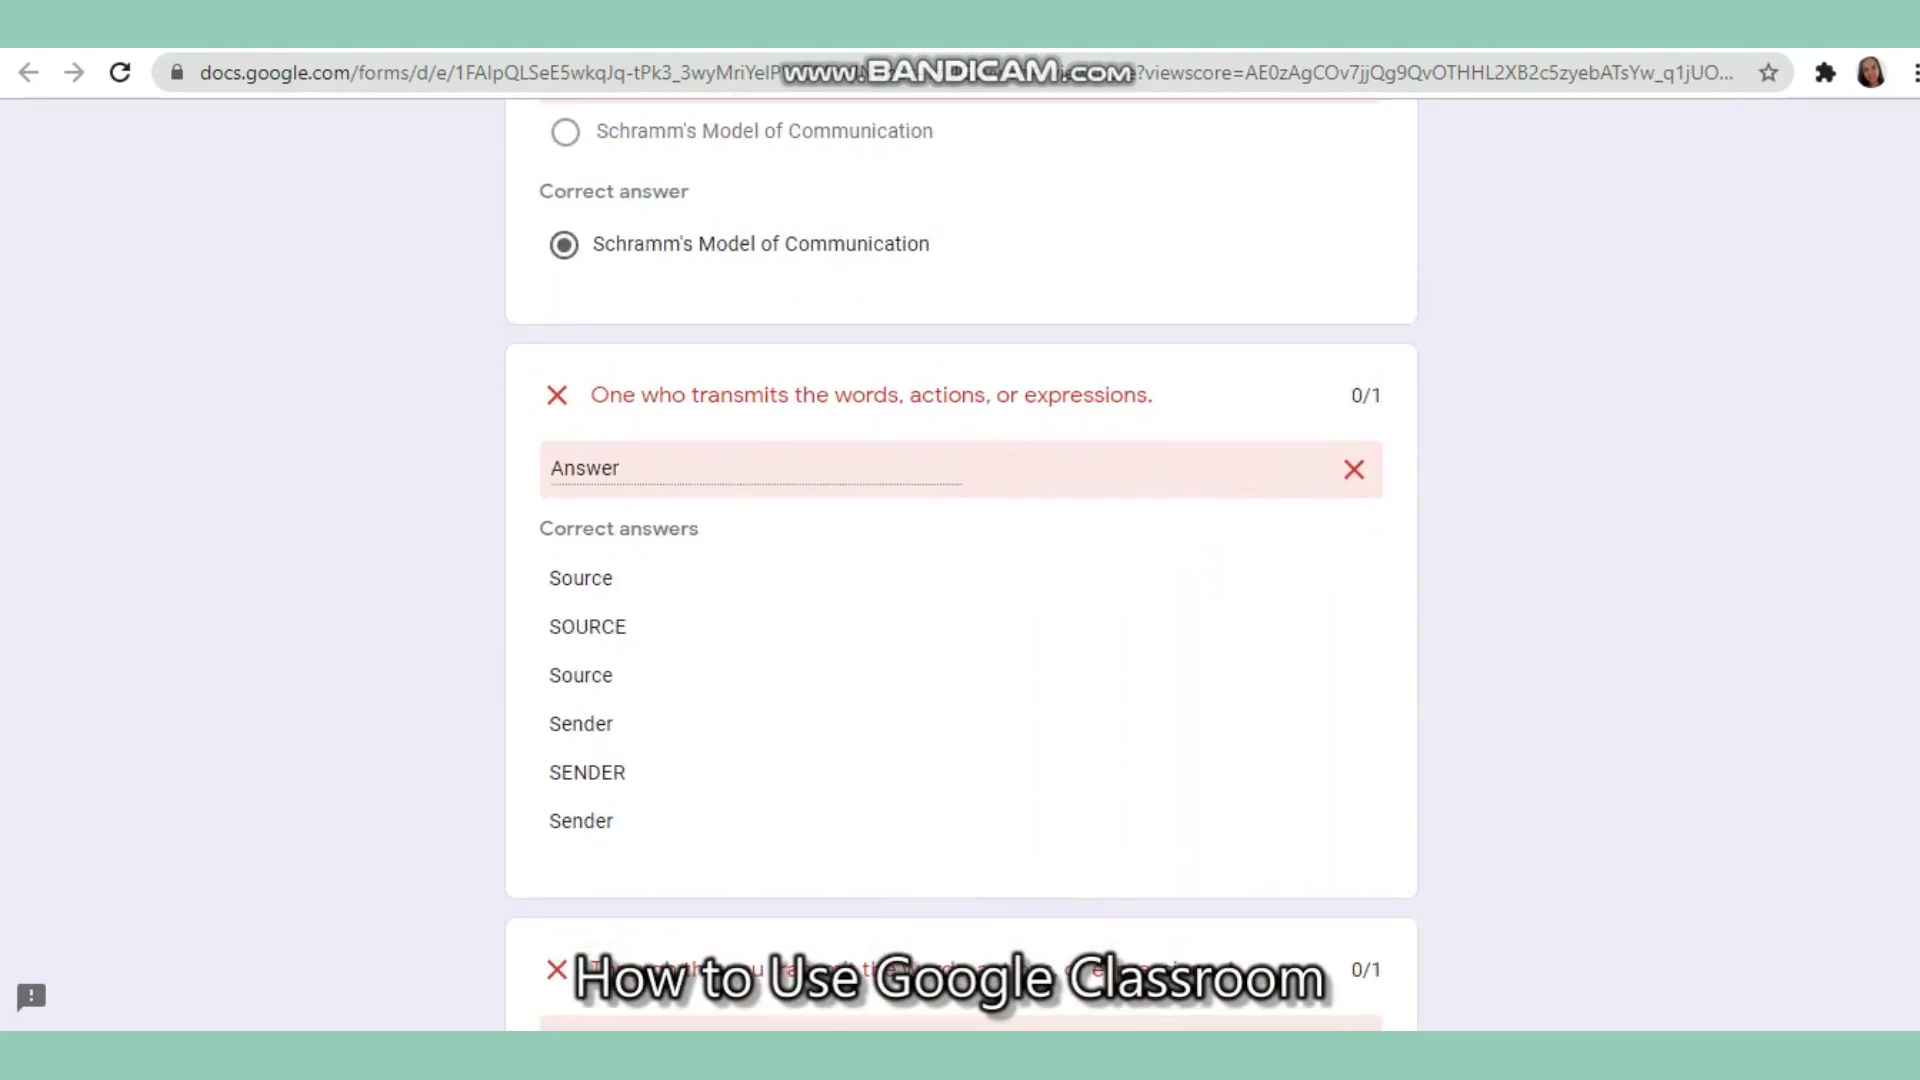 docs.google.com/forms/d/e/1FAIpQLSeE5wkqJq-tPk3_3wyMriYeIP
www.BANDICAM.com
e?viewscore=AE0zAgCOv7jjQg9QvOTHHL2XB2c5zyebATsYw_q1jUO...
Schramm's Model of Communication
Correct answer
Schramm's Model of Communication
One who transmits the words, actions, or expressions.
0/1
Answer
Correct answers
Source
SOURCE
Source
Sender
SENDER
Sender
0/1
How to Use Google Classroom